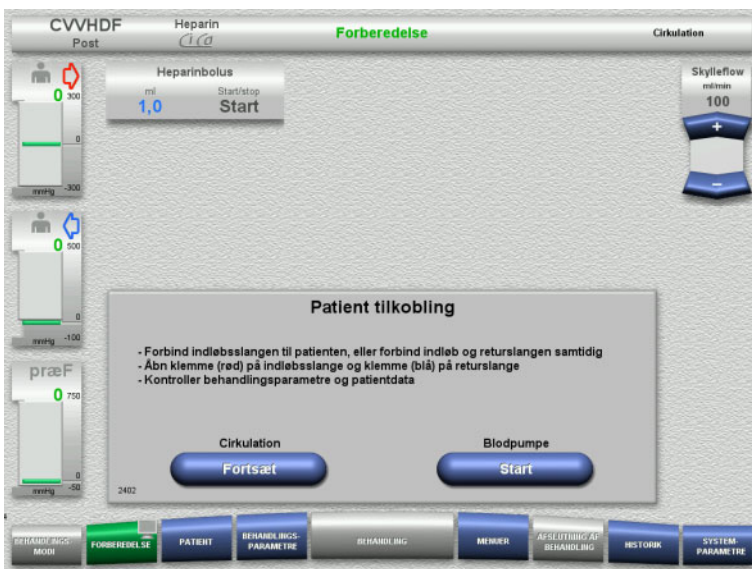 CVVHDF
Post
Heparin
Ci Ca
Forberedelse
Cirkulation
0
300
0
mmHg
-300
Heparinbolus
ml
Start/stop
1,0
Start
Skylleflow
ml/min
100
+
−
0
500
0
mmHg
-100
præF
0
750
0
mmHg
-50
Patient tilkobling
- Forbind indløbsslangen til patienten, eller forbind indløb og returslangen samtidig
- Åbn klemme (rød) på indløbsslange og klemme (blå) på returslange
- Kontroller behandlingsparametre og patientdata
Cirkulation
Blodpumpe
Fortsæt
Start
2402
BEHANDLINGS-
MODI
FORBEREDELSE
PATIENT
BEHANDLINGS-
PARAMETRE
BEHANDLING
MENUER
AFSLUTNING AF
BEHANDLING
HISTORIK
SYSTEM-
PARAMETRE